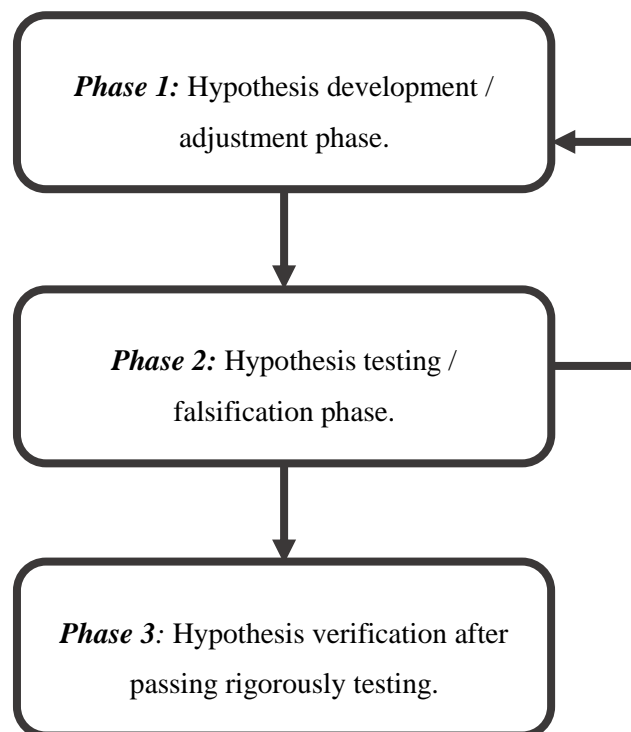 Phase 1: Hypothesis development /
adjustment phase.
Phase 2: Hypothesis testing /
falsification phase.
Phase 3: Hypothesis verification after
passing rigorously testing.